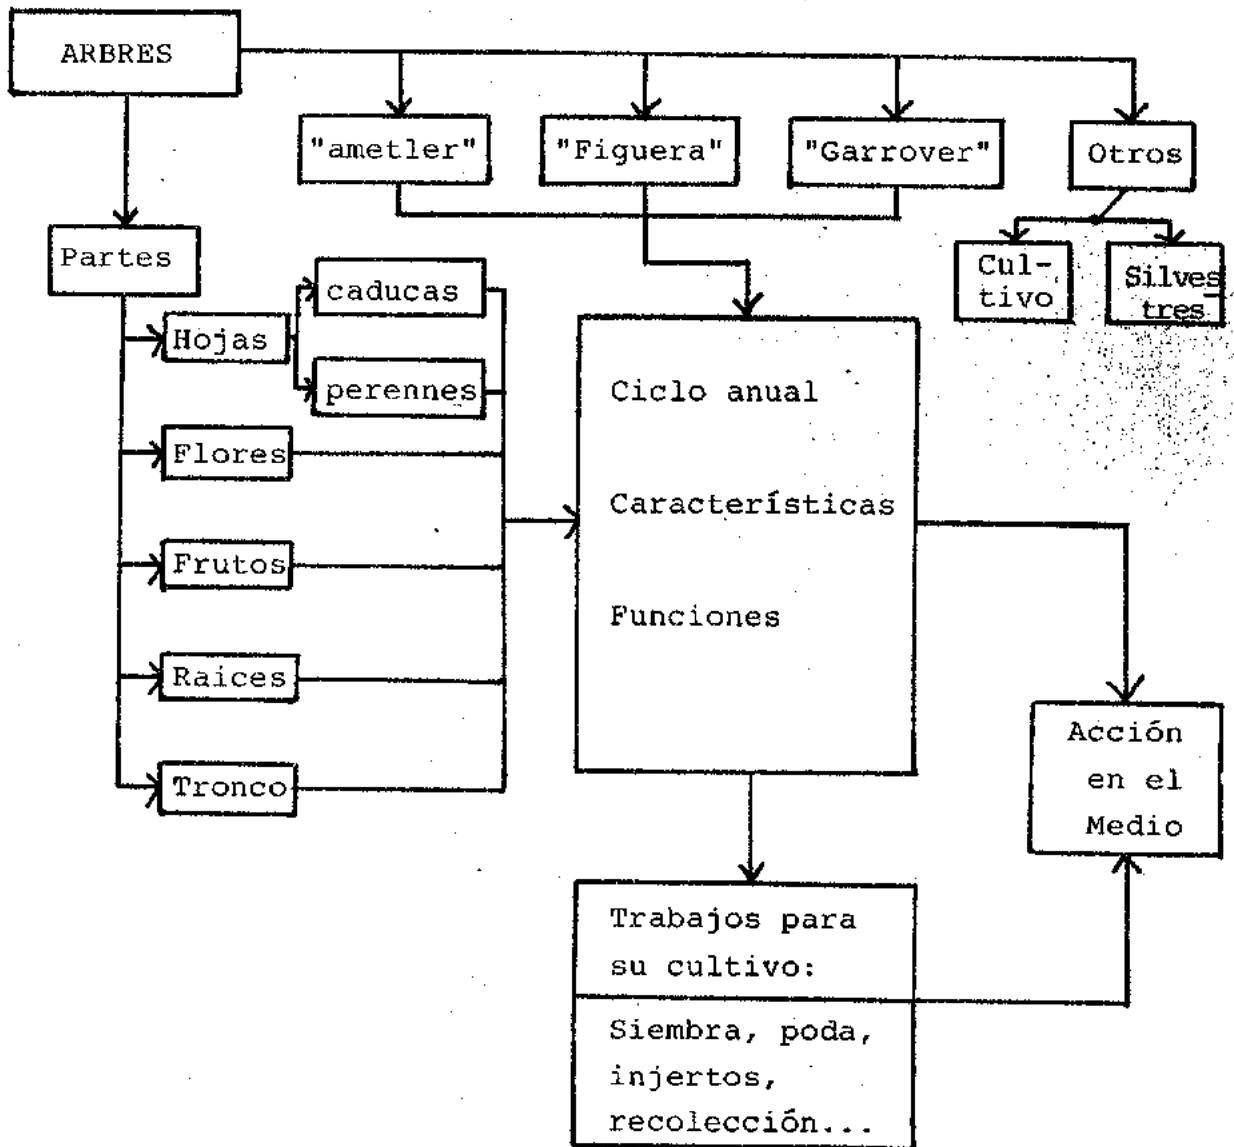 ARBRES
"ametler"
"Figuera"
"Garrover"
Otros
Partes
Cul-
tivo
Silves-
tres
caducas
Hojas
perennes
Flores
Frutos
Raices
Tronco
Ciclo anual
Características
Funciones
Acción
en el
Medio
Trabajos para
su cultivo:
Siembra, poda,
injertos,
recolección...